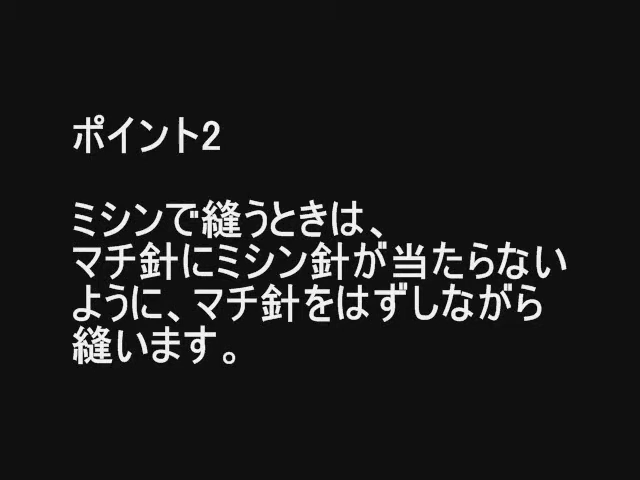 ポイント2
ミシンで縫うときは、
マチ針にミシン針が当たらない
ように、マチ針をはずしながら
縫います。